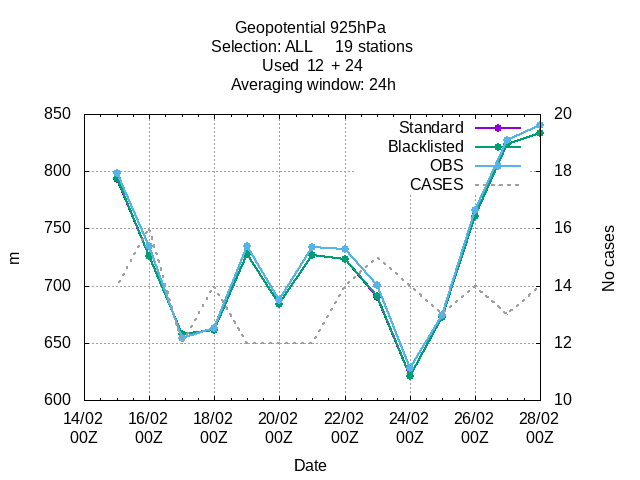 Geopotential 925hPa
Selection: ALL     19 stations
Used  12  + 24
Averaging window: 24h
850
800
750
700
650
600
20
18
16
14
12
10
m
No cases
Standard
Blacklisted
OBS
CASES
14/02 16/02 18/02 20/02 22/02 24/02 26/02 28/02
00Z 00Z 00Z 00Z 00Z 00Z 00Z 00Z
Date